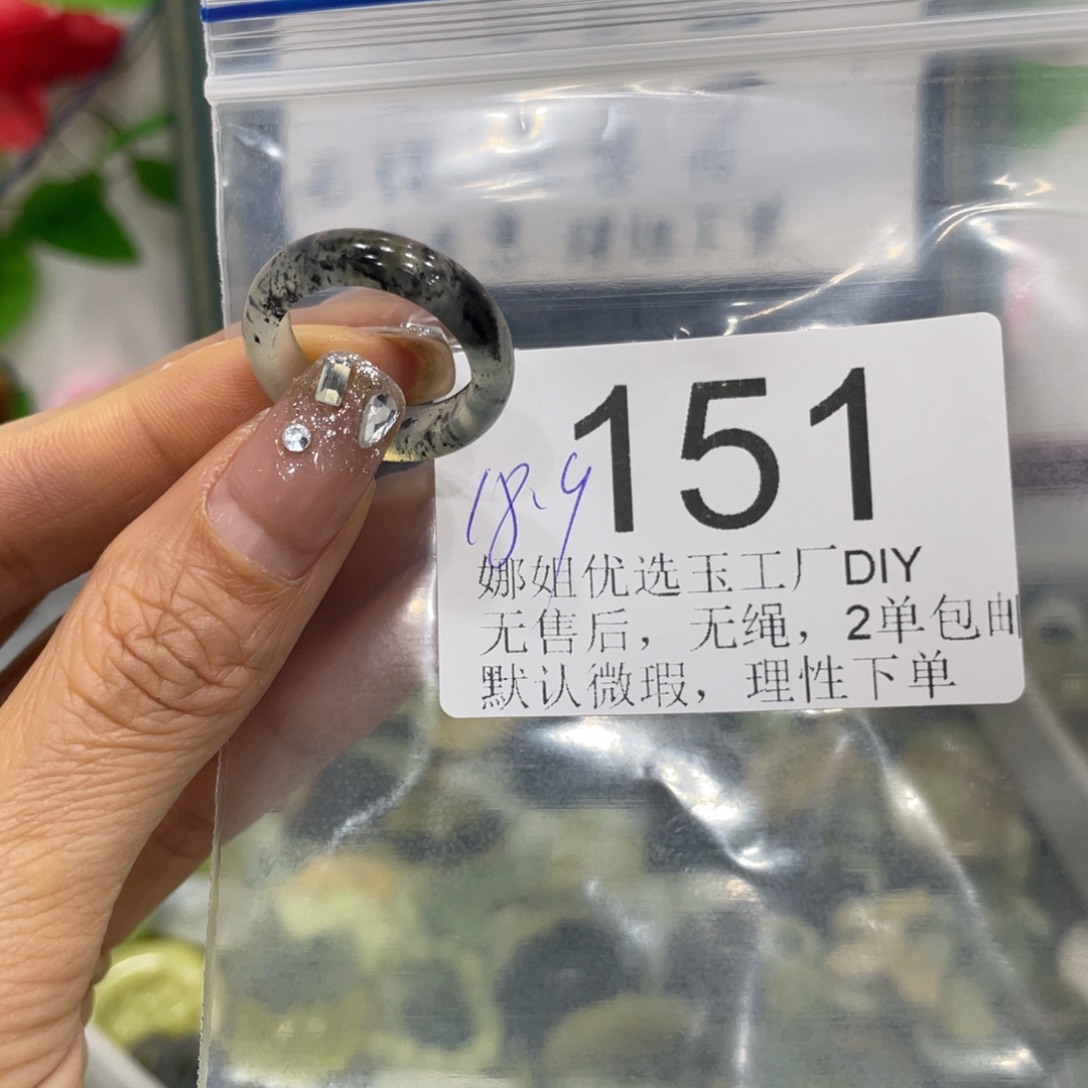 151
18.9
娜姐优选玉工厂DIY
无售后，无绳，2单包邮
默认微瑕，理性下单